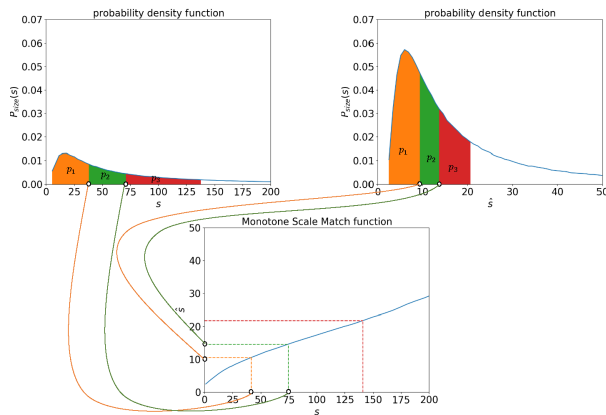 probability density function
0.07
0.06
0.05
0.04
0.03
0.02
0.01
0.00
P_size(s)
p₁
p₂
p₃
0 25 50 75 100 125 150 175 200
s
probability density function
0.07
0.06
0.05
0.04
0.03
0.02
0.01
0.00
P_size(s)
p₁
p₂
p₃
0 10 20 30 40 50
ŝ
Monotone Scale Match function
50
40
30
20
10
0
ŝ
0 25 50 75 100 125 150 175 200
s